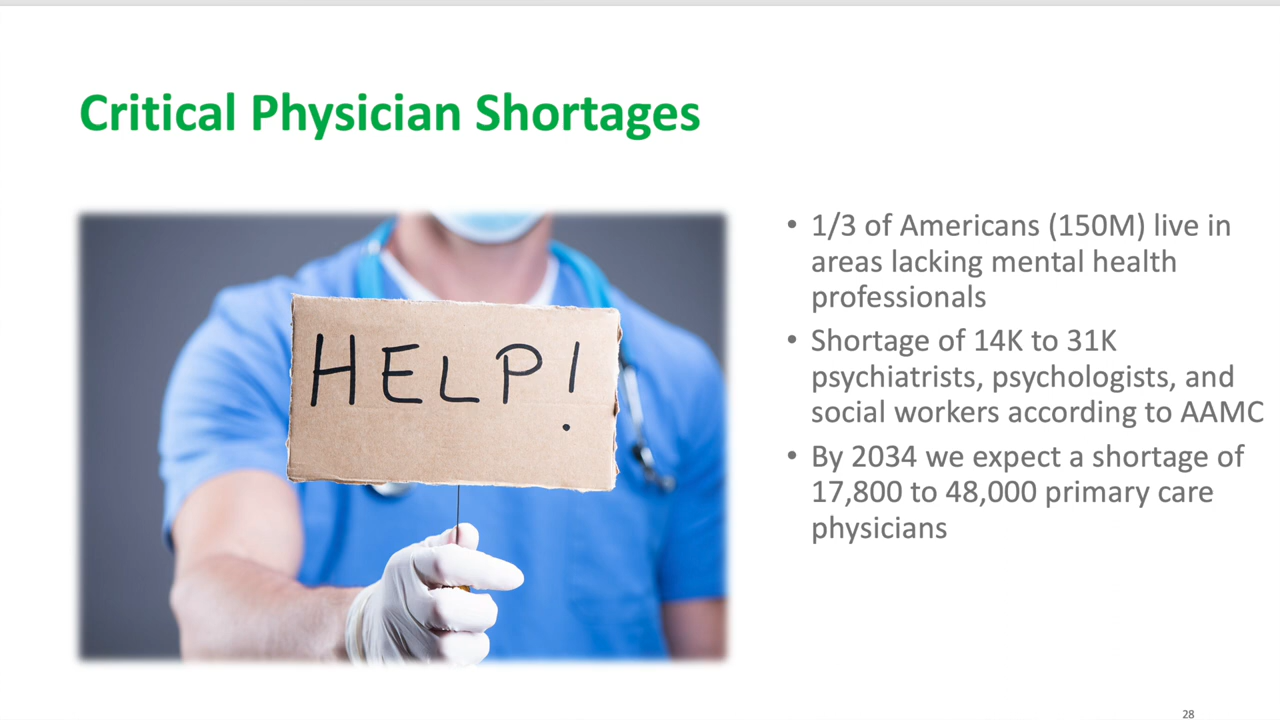 Critical Physician Shortages
HELP!
• 1/3 of Americans (150M) live in
areas lacking mental health
professionals
• Shortage of 14K to 31K
psychiatrists, psychologists, and
social workers according to AAMC
• By 2034 we expect a shortage of
17,800 to 48,000 primary care
physicians
28